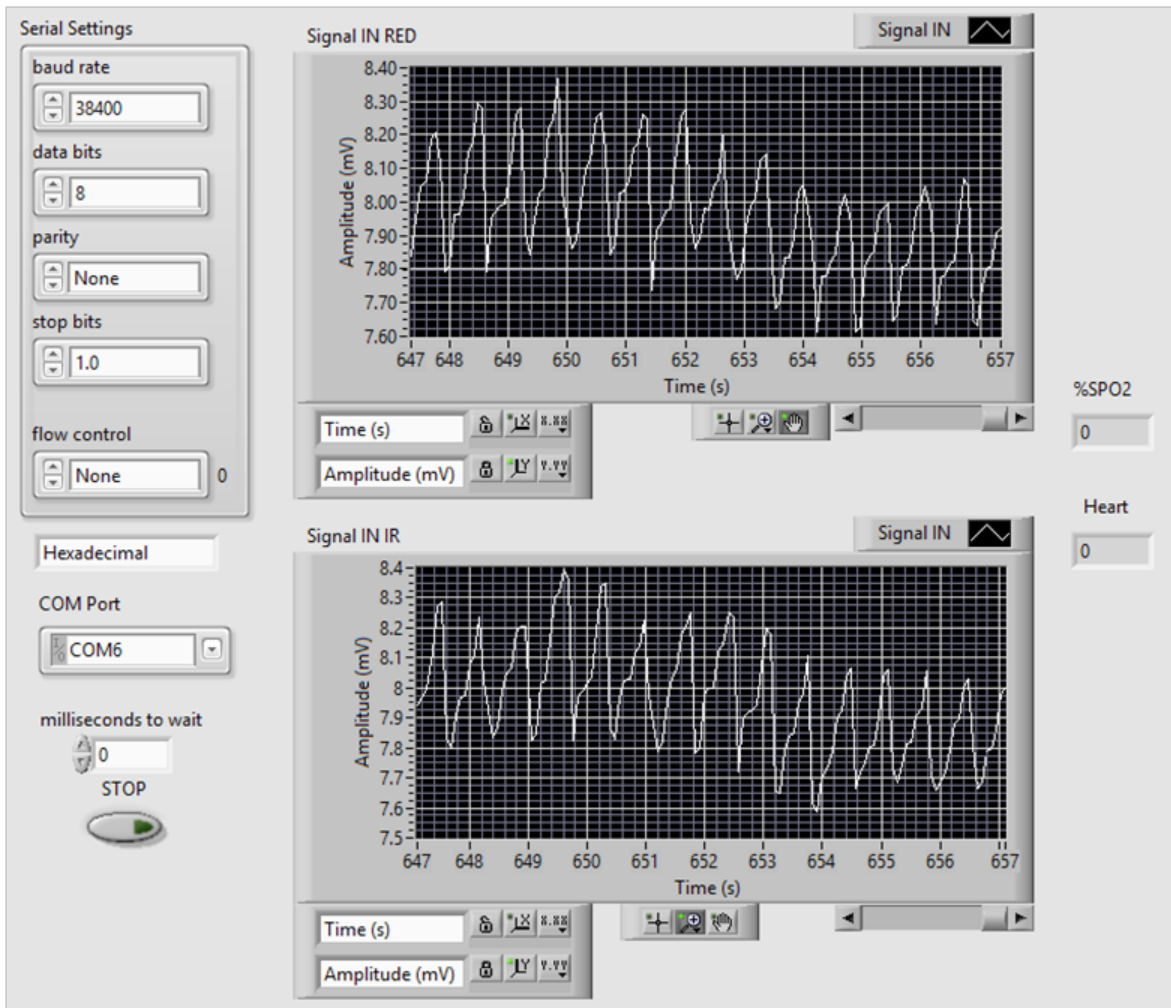 Serial Settings
baud rate
38400
data bits
8
parity
None
stop bits
1.0
flow control
None 0
Hexadecimal
COM Port
I/O COM6
milliseconds to wait
0
STOP
Signal IN RED
Signal IN
Amplitude (mV)
8.40
8.30
8.20
8.10
8.00
7.90
7.80
7.70
7.60
647 648 649 650 651 652 653 654 655 656 657
Time (s)
Time (s) X X.XX
Amplitude (mV) Y Y.YY
Signal IN IR
Signal IN
Amplitude (mV)
8.4
8.3
8.2
8.1
8
7.9
7.8
7.7
7.6
7.5
647 648 649 650 651 652 653 654 655 656 657
Time (s)
Time (s) X X.XX
Amplitude (mV) Y Y.YY
%SPO2
0
Heart
0